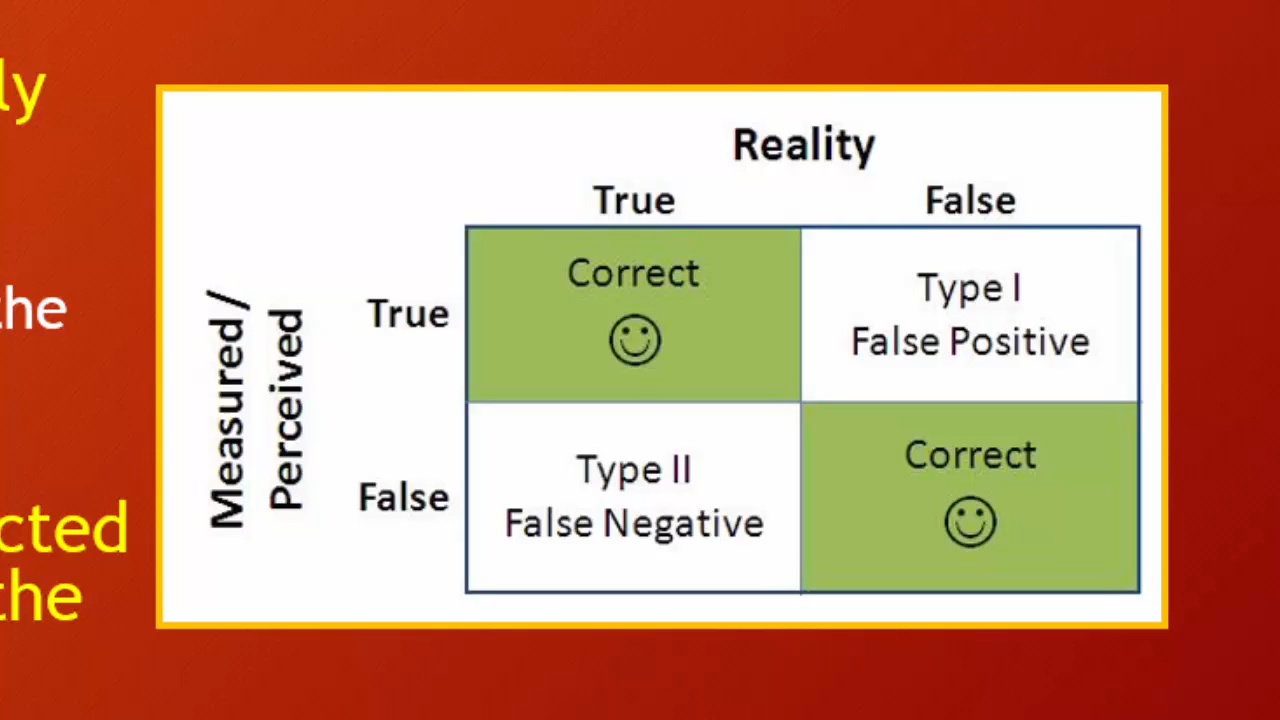 ly
the
cted
the
Reality
True False
Measured/
Perceived
True
Correct
Type I
False Positive
False
Type II
False Negative
Correct